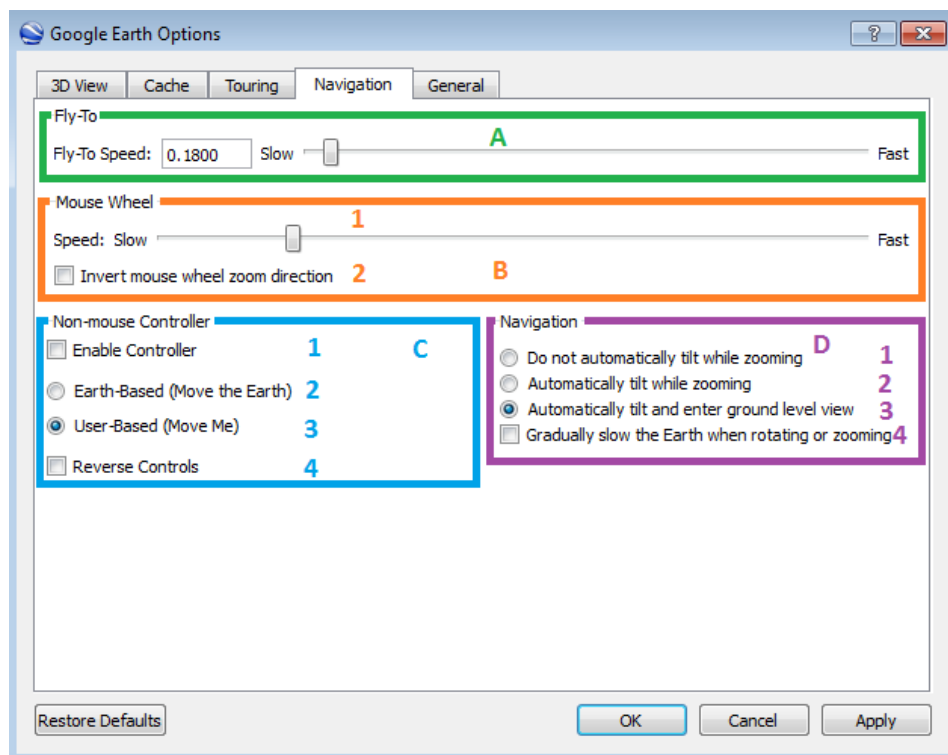 Google Earth Options
3D View Cache Touring Navigation General
Fly-To
A
Fly-To Speed: 0.1800 Slow Fast
Mouse Wheel
1
Speed: Slow Fast
Invert mouse wheel zoom direction 2 B
Non-mouse Controller
Enable Controller 1 C
Earth-Based (Move the Earth) 2
User-Based (Move Me) 3
Reverse Controls 4
Navigation
D
Do not automatically tilt while zooming 1
Automatically tilt while zooming 2
Automatically tilt and enter ground level view 3
Gradually slow the Earth when rotating or zooming 4
Restore Defaults OK Cancel Apply